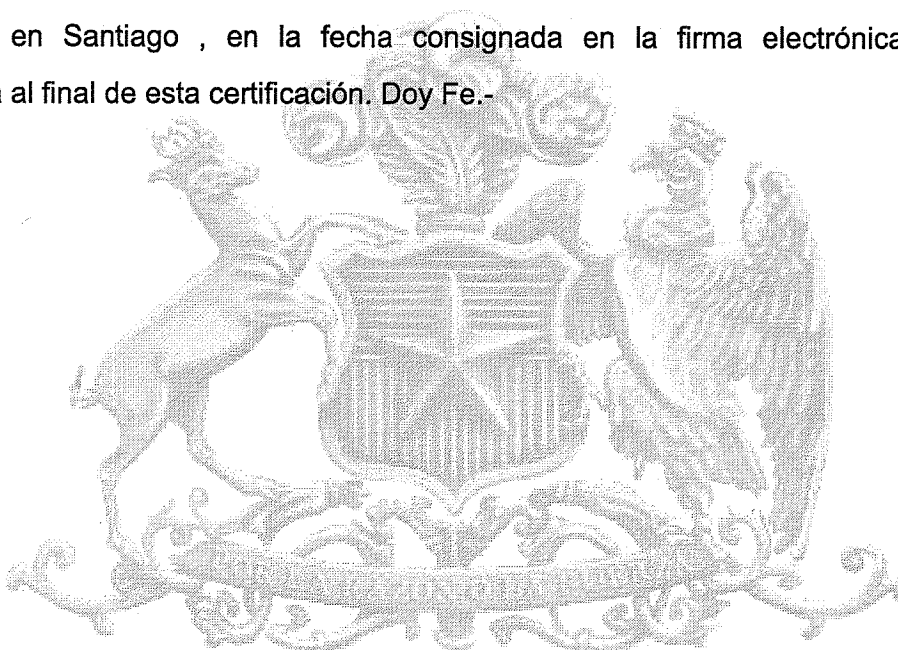 en Santiago , en la fecha consignada en la firma electrónica
al final de esta certificación. Doy Fe.-